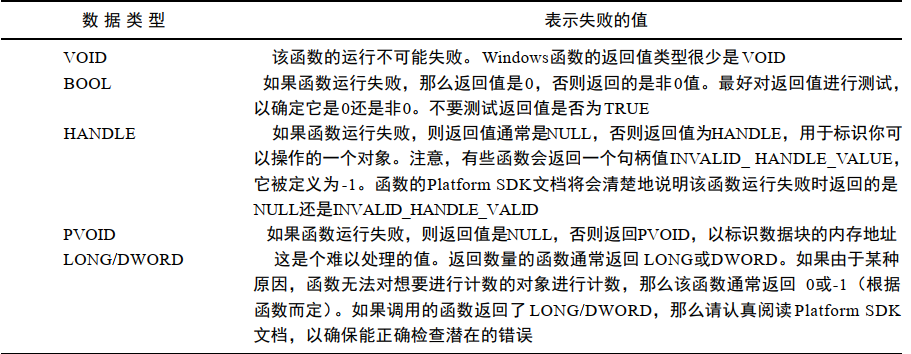 数 据 类 型 表示失败的值
VOID 该函数的运行不可能失败。Windows函数的返回值类型很少是VOID
BOOL 如果函数运行失败，那么返回值是0，否则返回的是非0值。最好对返回值进行测试，
以确定它是0还是非0。不要测试返回值是否为TRUE
HANDLE 如果函数运行失败，则返回值通常是NULL，否则返回值为HANDLE，用于标识你可
以操作的一个对象。注意，有些函数会返回一个句柄值INVALID_ HANDLE_VALUE，
它被定义为-1。函数的Platform SDK文档将会清楚地说明该函数运行失败时返回的是
NULL还是INVALID_HANDLE_VALID
PVOID 如果函数运行失败，则返回值是NULL，否则返回PVOID，以标识数据块的内存地址
LONG/DWORD 这是个难以处理的值。返回数量的函数通常返回 LONG或DWORD。如果由于某种
原因，函数无法对想要进行计数的对象进行计数，那么该函数通常返回 0或-1（根据
函数而定）。如果调用的函数返回了LONG/DWORD，那么请认真阅读Platform SDK
文档，以确保能正确检查潜在的错误